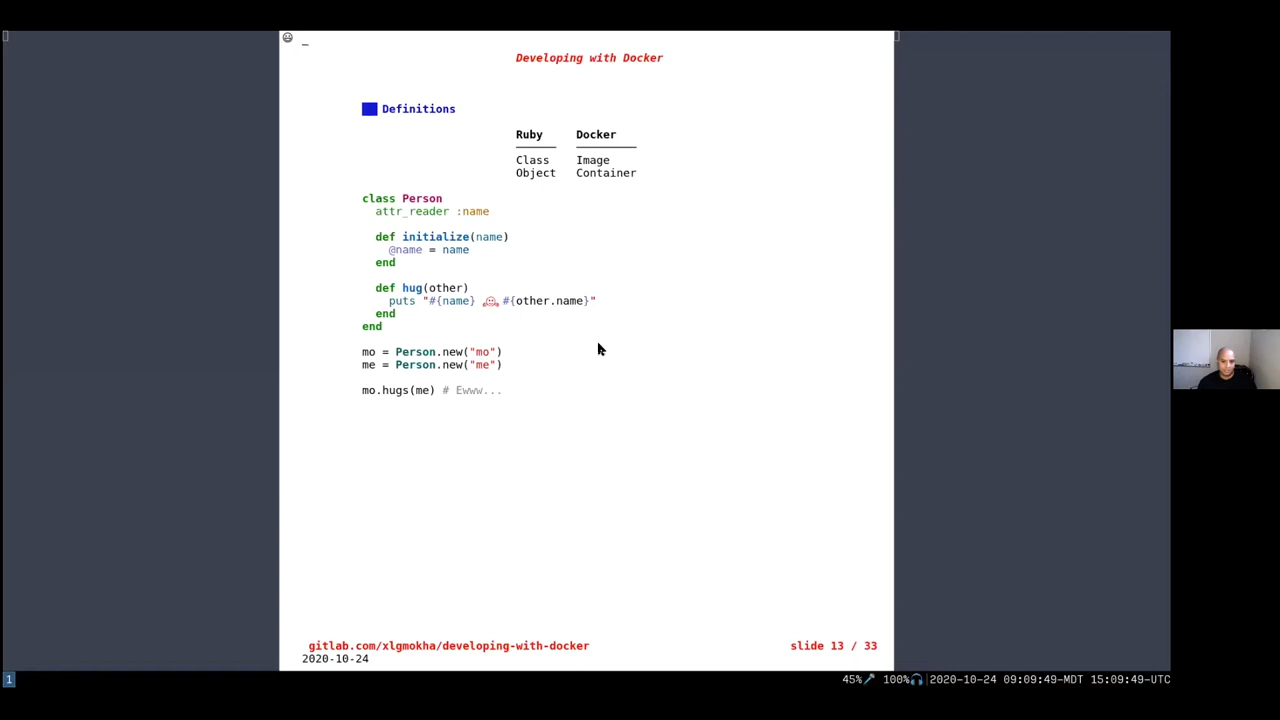 _
Developing with Docker
Definitions
Ruby Docker
Class Image
Object Container
class Person
attr_reader :name
def initialize(name)
@name = name
end
def hug(other)
puts "#{name} 🤗 #{other.name}"
end
end
mo = Person.new("mo")
me = Person.new("me")
mo.hugs(me) # Ewww...
gitlab.com/xlgmokha/developing-with-docker slide 13 / 33
2020-10-24
1 45%🎤 100%🎧|2020-10-24 09:09:49-MDT 15:09:49-UTC